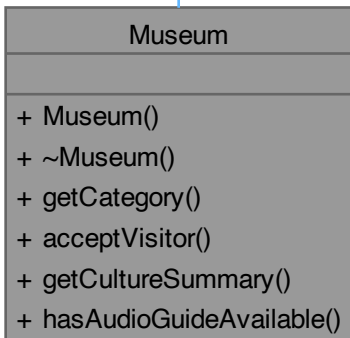 Museum
+ Museum()
+ ~Museum()
+ getCategory()
+ acceptVisitor()
+ getCultureSummary()
+ hasAudioGuideAvailable()